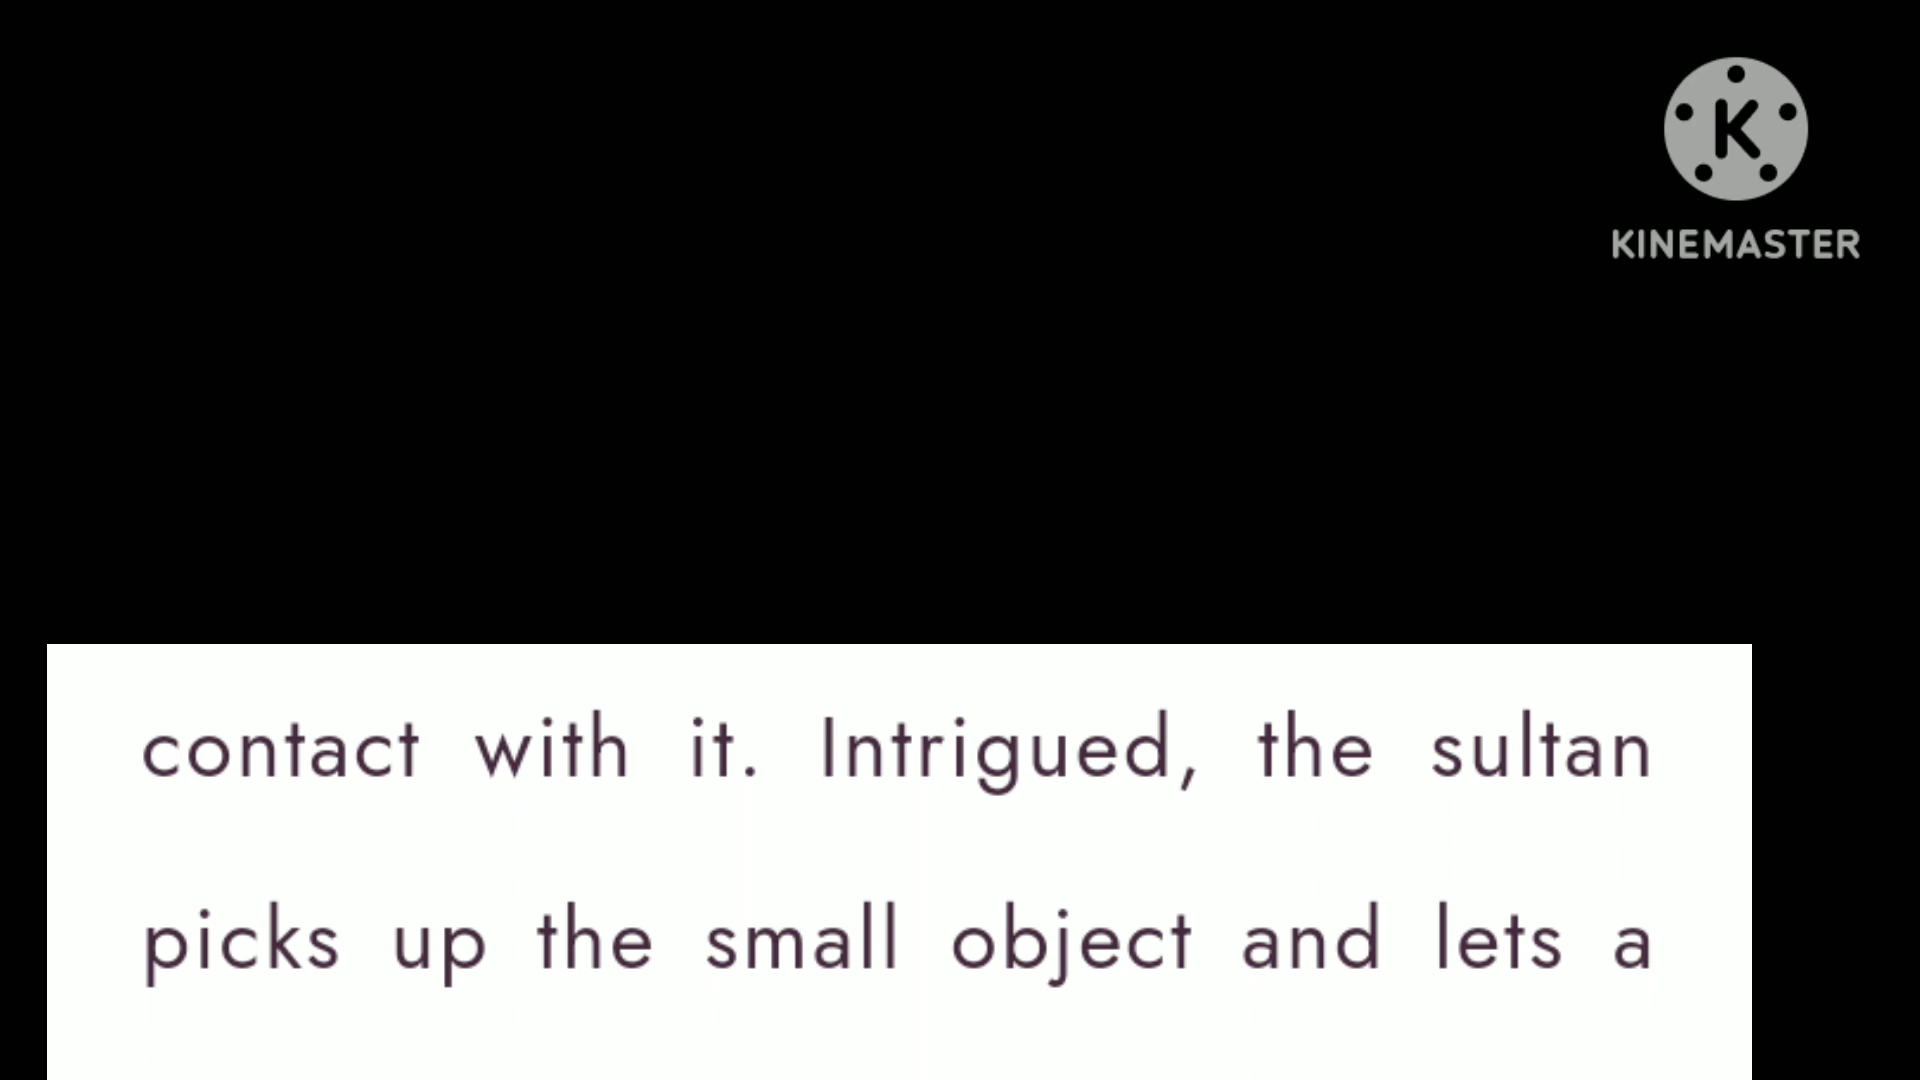 K
KINEMASTER
contact with it. Intrigued, the sultan
picks up the small object and lets a